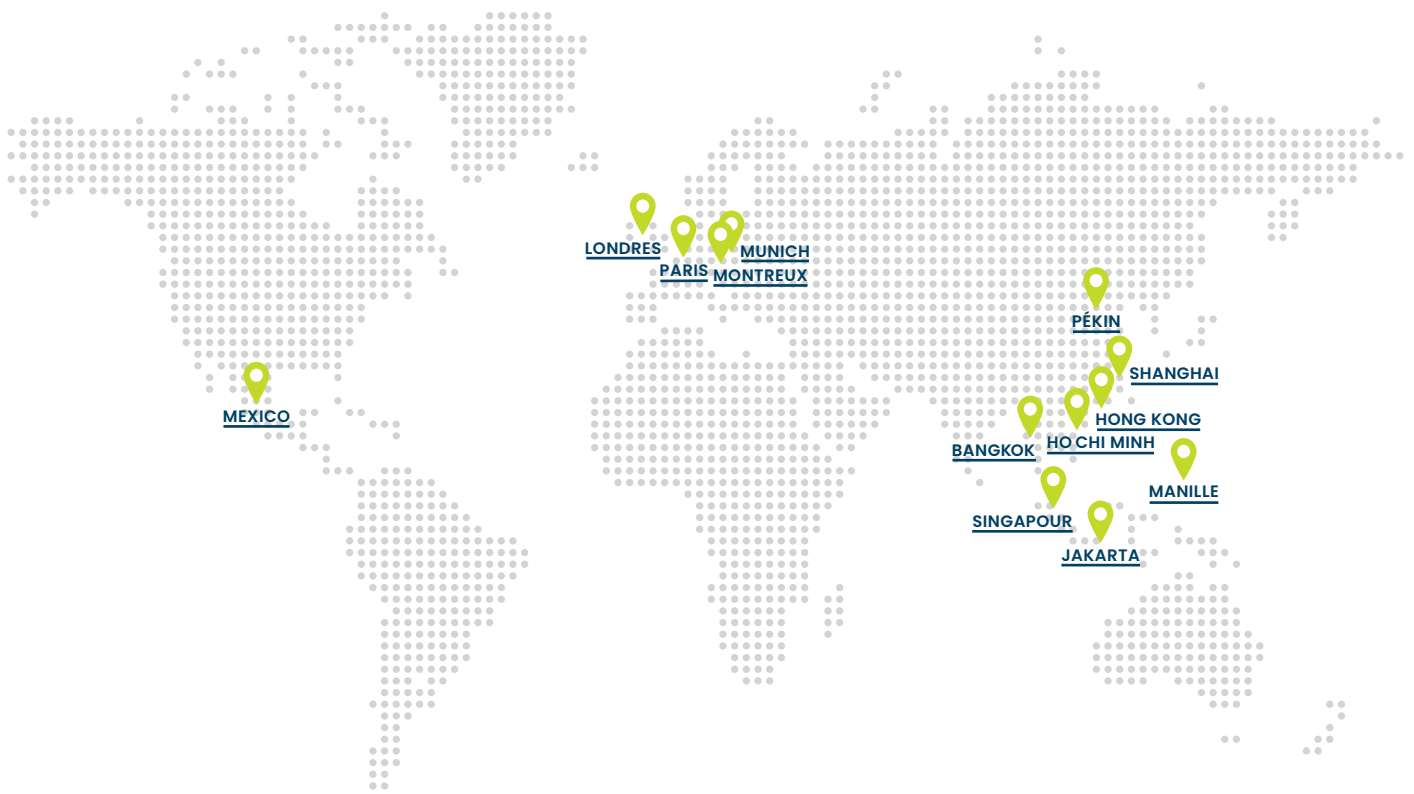 LONDRES
MUNICH
PARIS
MONTREUX
PÉKIN
SHANGHAI
MEXICO
HONG KONG
HO CHI MINH
BANGKOK
MANILLE
SINGAPOUR
JAKARTA